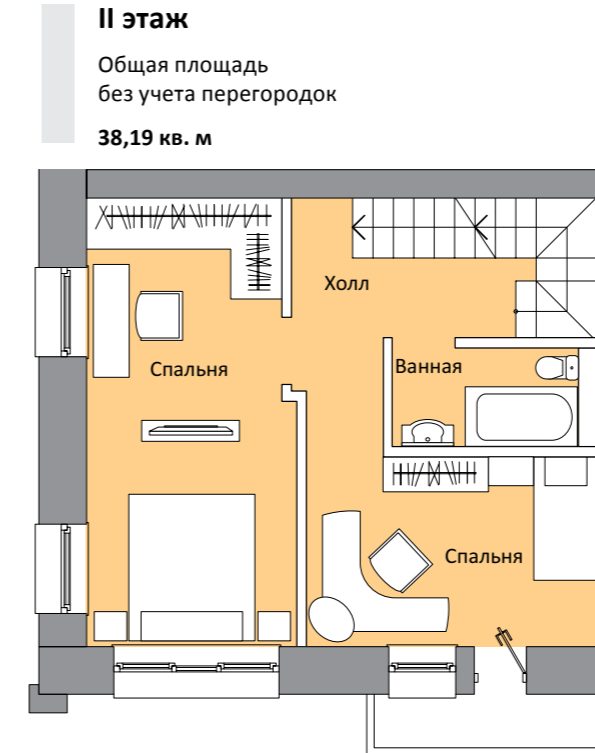 II этаж
Общая площадь
без учета перегородок
38,19 кв. м
Холл
Спальня
Ванная
Спальня